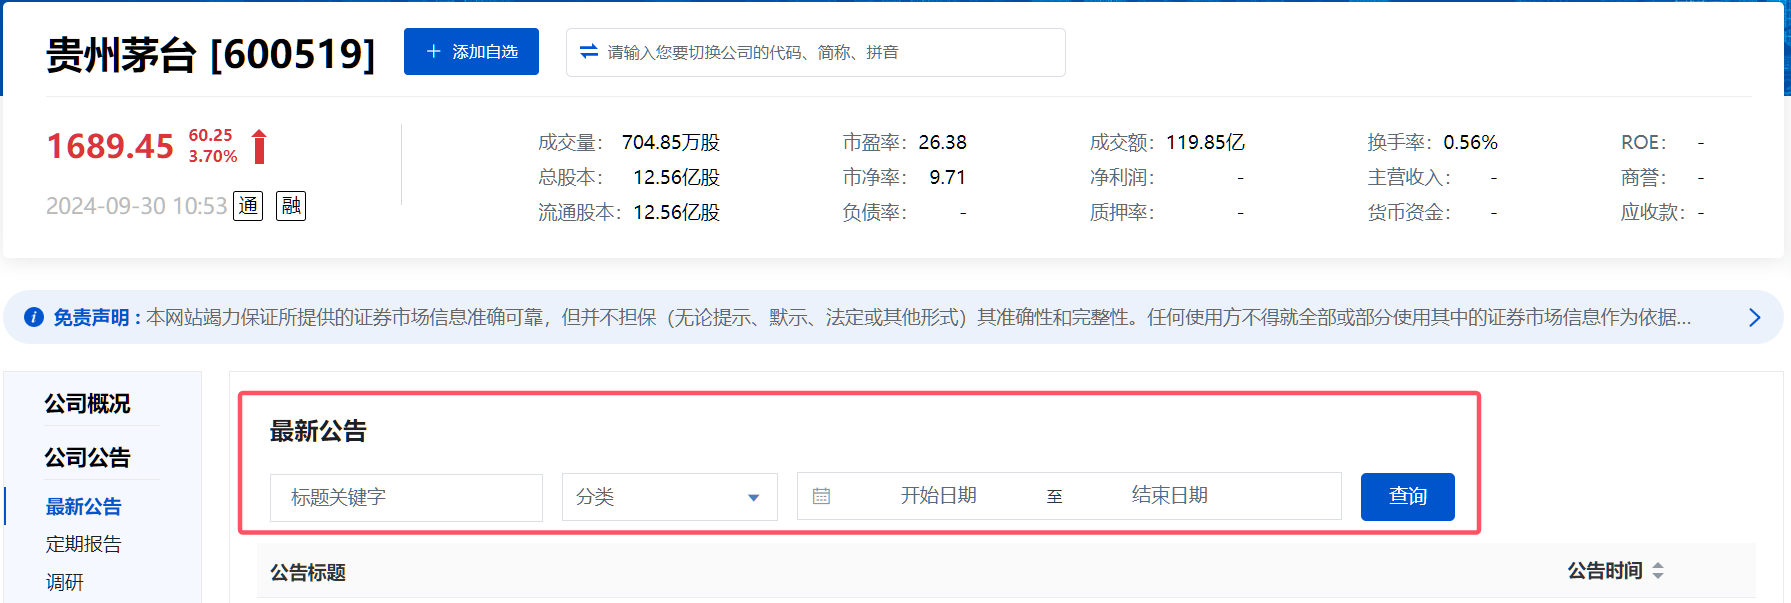 贵州茅台 [600519]
添加自选
请输入您要切换公司的代码、简称、拼音
1689.45 60.25 3.70%
2024-09-30 10:53 通 融
成交量： 704.85万股 市盈率：26.38 成交额：119.85亿 换手率：0.56% ROE： -
总股本： 12.56亿股 市净率： 9.71 净利润： - 主营收入： - 商誉： -
流通股本：12.56亿股 负债率： - 质押率： - 货币资金： - 应收款： -
免责声明：本网站竭力保证所提供的证券市场信息准确可靠，但并不担保（无论提示、默示、法定或其他形式）其准确性和完整性。任何使用方不得就全部或部分使用其中的证券市场信息作为依据...
公司概况
公司公告
最新公告
定期报告
调研
最新公告
标题关键字 分类 开始日期 至 结束日期 查询
公告标题 公告时间